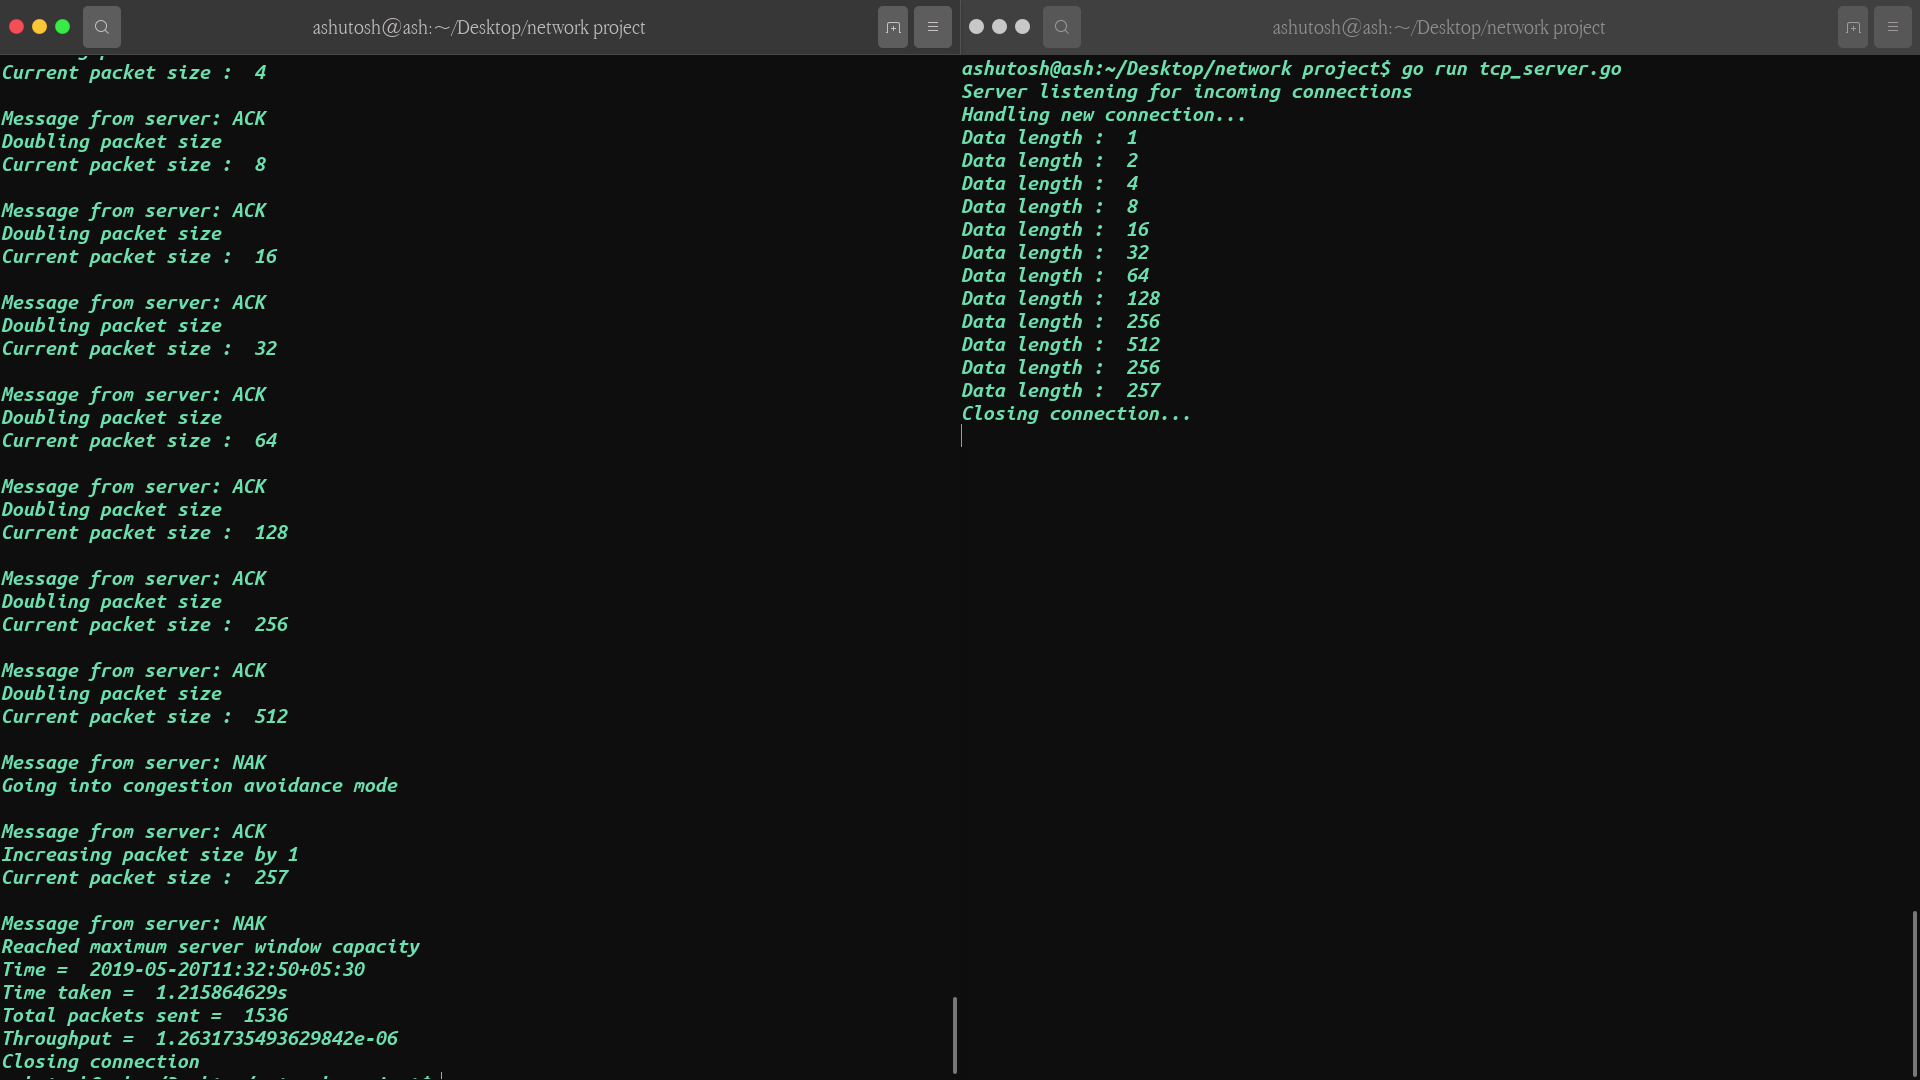 ashutosh@ash:~/Desktop/network project
Current packet size :  4
Message from server: ACK
Doubling packet size
Current packet size :  8
Message from server: ACK
Doubling packet size
Current packet size :  16
Message from server: ACK
Doubling packet size
Current packet size :  32
Message from server: ACK
Doubling packet size
Current packet size :  64
Message from server: ACK
Doubling packet size
Current packet size :  128
Message from server: ACK
Doubling packet size
Current packet size :  256
Message from server: ACK
Doubling packet size
Current packet size :  512
Message from server: NAK
Going into congestion avoidance mode
Message from server: ACK
Increasing packet size by 1
Current packet size :  257
Message from server: NAK
Reached maximum server window capacity
Time =  2019-05-20T11:32:50+05:30
Time taken =  1.215864629s
Total packets sent =  1536
Throughput =  1.2631735493629842e-06
Closing connection
ashutosh@ash:~/Desktop/network project
ashutosh@ash:~/Desktop/network project$ go run tcp_server.go
Server listening for incoming connections
Handling new connection...
Data length :  1
Data length :  2
Data length :  4
Data length :  8
Data length :  16
Data length :  32
Data length :  64
Data length :  128
Data length :  256
Data length :  512
Data length :  256
Data length :  257
Closing connection...